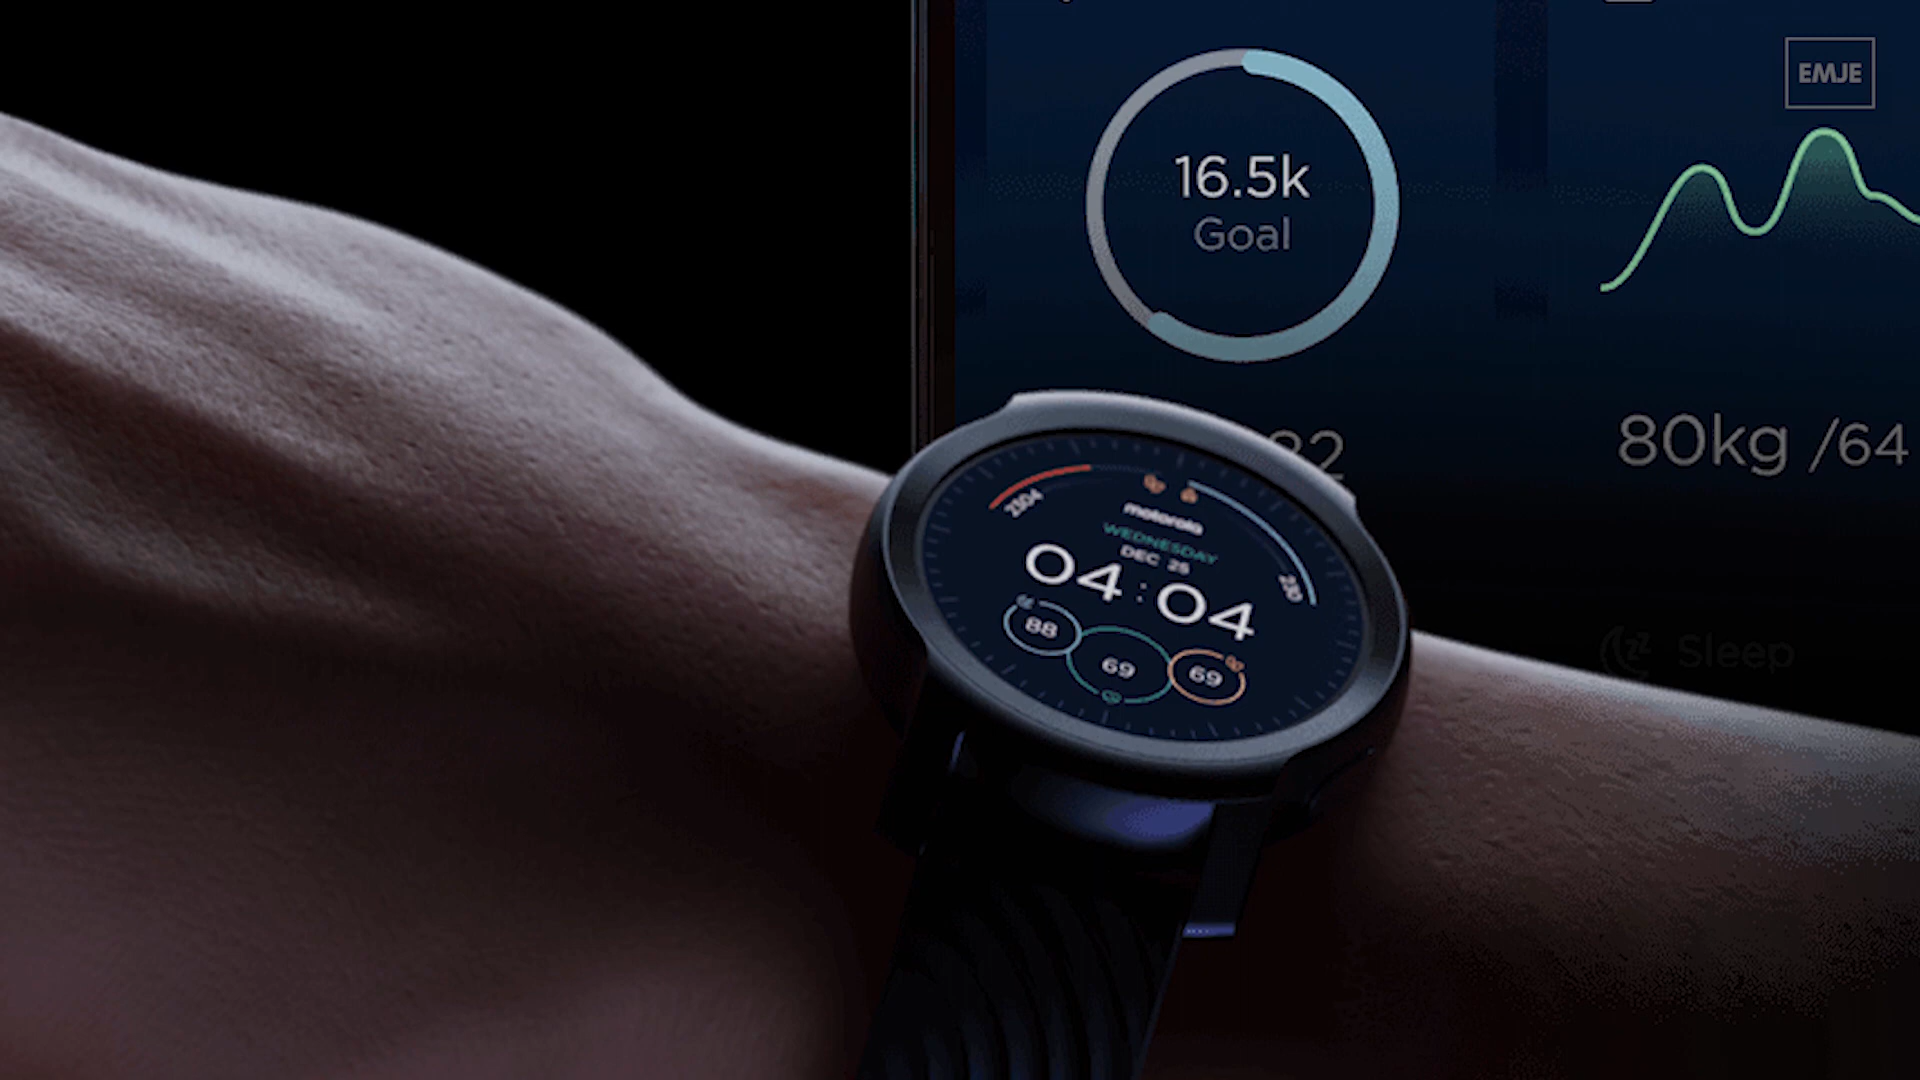 EMJE
16.5k
Goal
80kg /64
2304
motorola
WEDNESDAY
DEC 25
230
04:04
88
69
69
Sleep